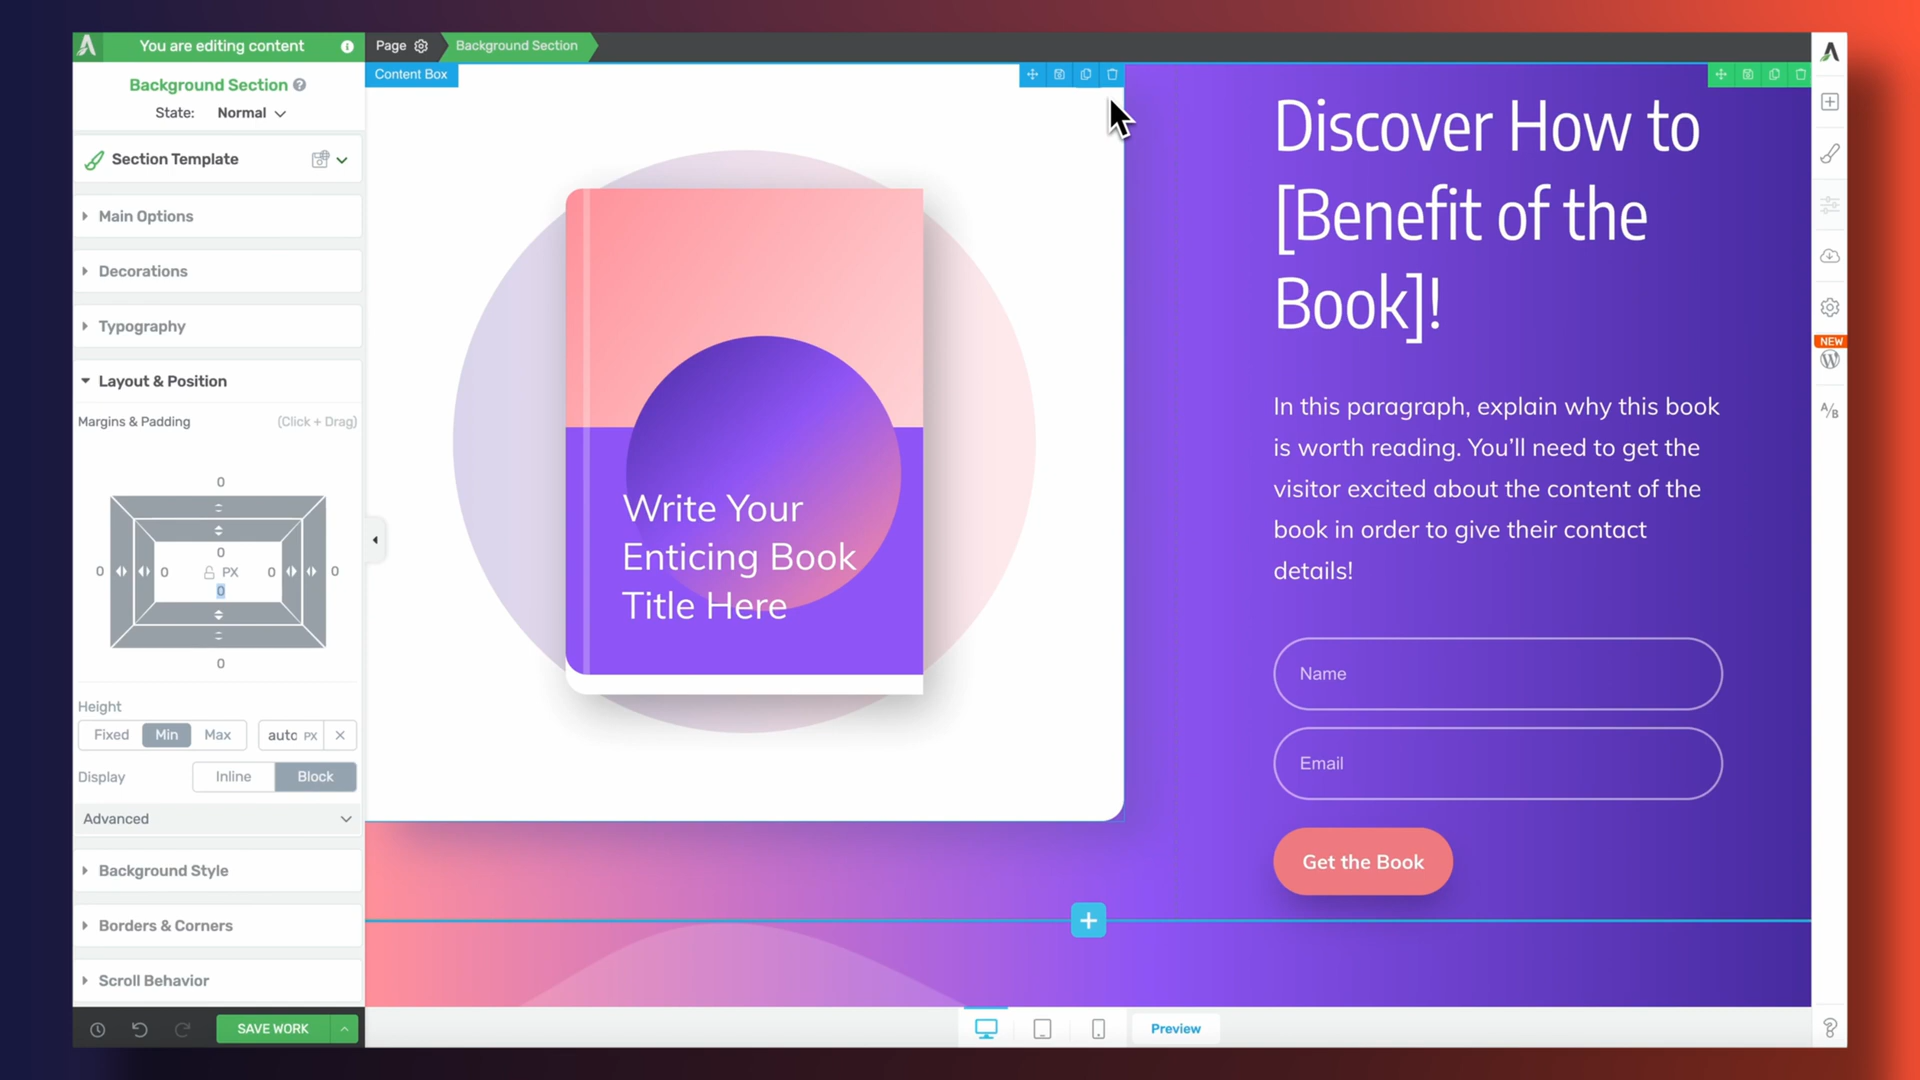 You are editing content
Page
Background Section
Background Section
State: Normal
Section Template
Main Options
Decorations
Typography
Layout & Position
Margins & Padding (Click + Drag)
0
0
0 0 PX 0 0
0
0
Height
Fixed Min Max auto PX
Display Inline Block
Advanced
Background Style
Borders & Corners
Scroll Behavior
SAVE WORK
Content Box
Write Your
Enticing Book
Title Here
Discover How to
[Benefit of the
Book]!
In this paragraph, explain why this book
is worth reading. You’ll need to get the
visitor excited about the content of the
book in order to give their contact
details!
Name
Email
Get the Book
Preview
NEW
A/B